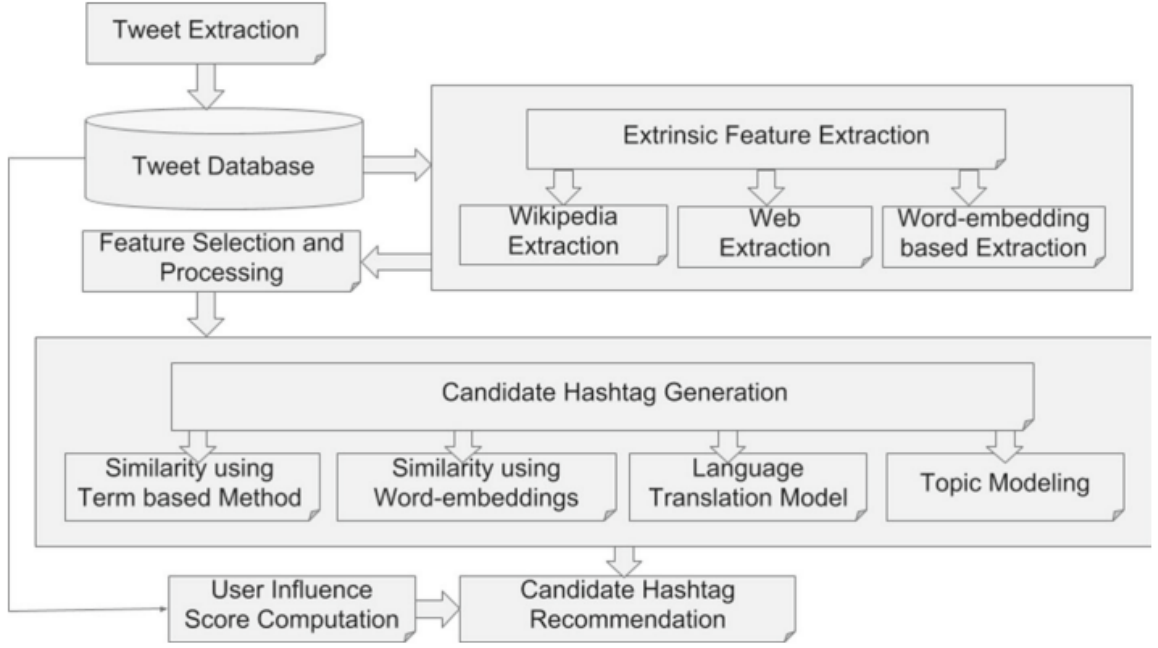 Tweet Extraction
Tweet Database
Extrinsic Feature Extraction
Wikipedia
Extraction
Web
Extraction
Word-embedding
based Extraction
Feature Selection and
Processing
Candidate Hashtag Generation
Similarity using
Term based Method
Similarity using
Word-embeddings
Language
Translation Model
Topic Modeling
User Influence
Score Computation
Candidate Hashtag
Recommendation